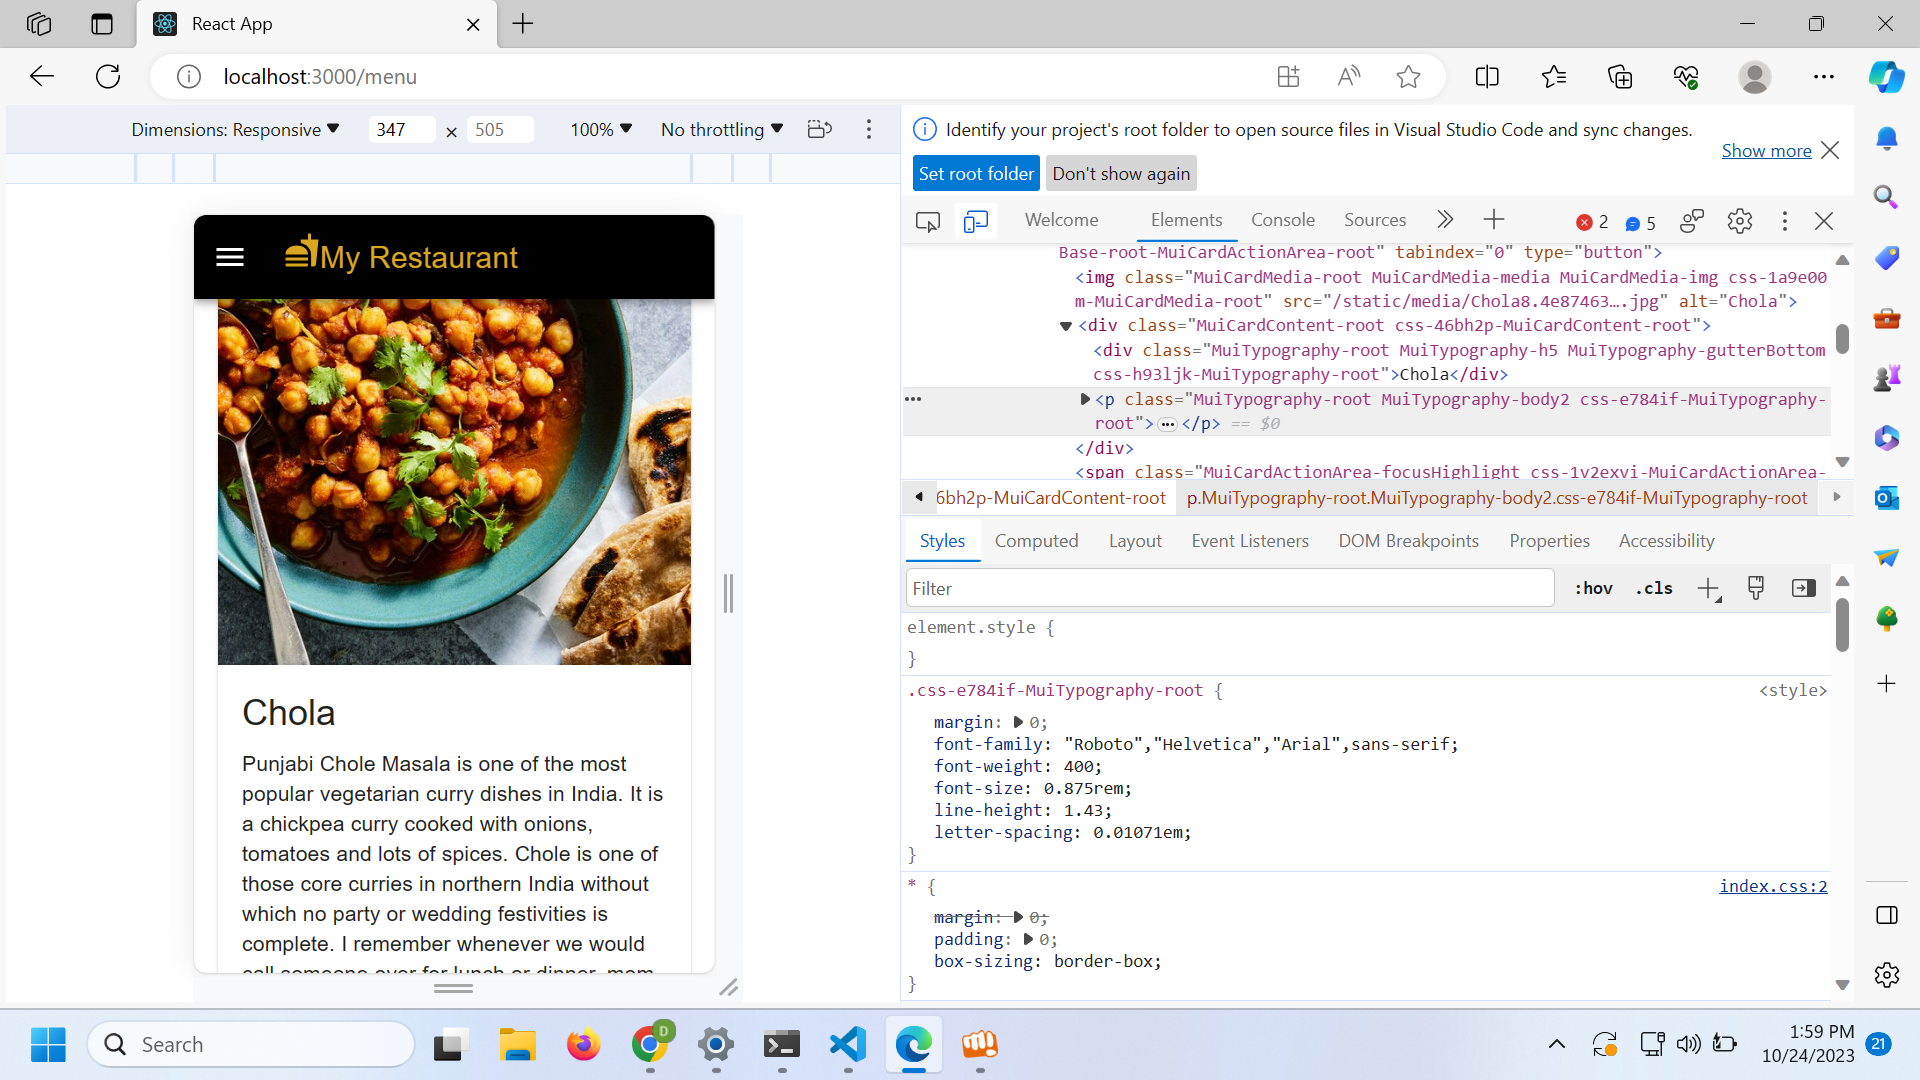 React App
localhost:3000/menu
Dimensions: Responsive 347 × 505 100% No throttling
Identify your project's root folder to open source files in Visual Studio Code and sync changes.
Show more
Set root folder Don't show again
Welcome Elements Console Sources 2 5
My Restaurant
Base-root-MuiCardActionArea-root" tabindex="0" type="button">
<img class="MuiCardMedia-root MuiCardMedia-media MuiCardMedia-img css-1a9e00
m-MuiCardMedia-root" src="/static/media/Chola8.4e87463….jpg" alt="Chola">
<div class="MuiCardContent-root css-46bh2p-MuiCardContent-root">
<div class="MuiTypography-root MuiTypography-h5 MuiTypography-gutterBottom
css-h93ljk-MuiTypography-root">Chola</div>
<p class="MuiTypography-root MuiTypography-body2 css-e784if-MuiTypography-
root">…</p> == $0
</div>
<span class="MuiCardActionArea-focusHighlight css-1v2exvi-MuiCardActionArea-
6bh2p-MuiCardContent-root p.MuiTypography-root.MuiTypography-body2.css-e784if-MuiTypography-root
Styles Computed Layout Event Listeners DOM Breakpoints Properties Accessibility
Filter :hov .cls
element.style {
}
.css-e784if-MuiTypography-root { <style>
margin: 0;
font-family: "Roboto","Helvetica","Arial",sans-serif;
font-weight: 400;
font-size: 0.875rem;
line-height: 1.43;
letter-spacing: 0.01071em;
}
* { index.css:2
margin: 0;
padding: 0;
box-sizing: border-box;
}
Chola
Punjabi Chole Masala is one of the most
popular vegetarian curry dishes in India. It is
a chickpea curry cooked with onions,
tomatoes and lots of spices. Chole is one of
those core curries in northern India without
which no party or wedding festivities is
complete. I remember whenever we would
call someone over for lunch or dinner, mom
Search
D
1:59 PM
10/24/2023
21